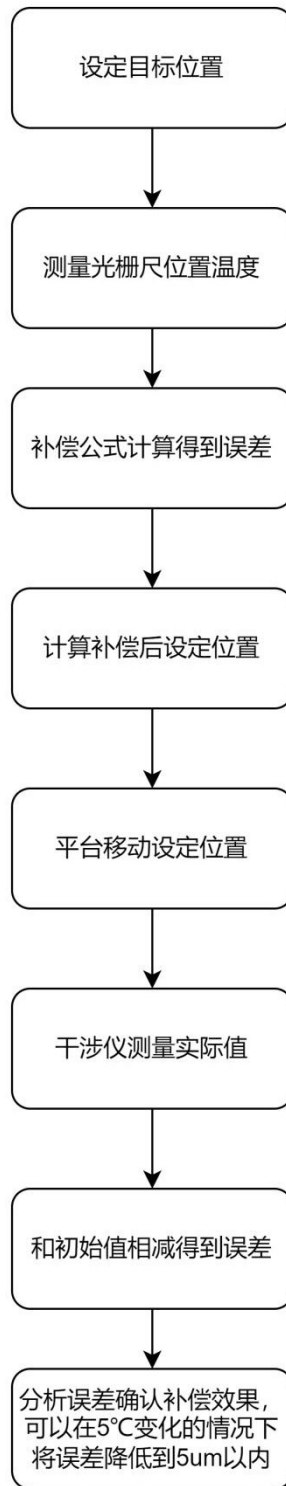 设定目标位置
测量光栅尺位置温度
补偿公式计算得到误差
计算补偿后设定位置
平台移动设定位置
干涉仪测量实际值
和初始值相减得到误差
分析误差确认补偿效果，
可以在5℃变化的情况下
将误差降低到5um以内